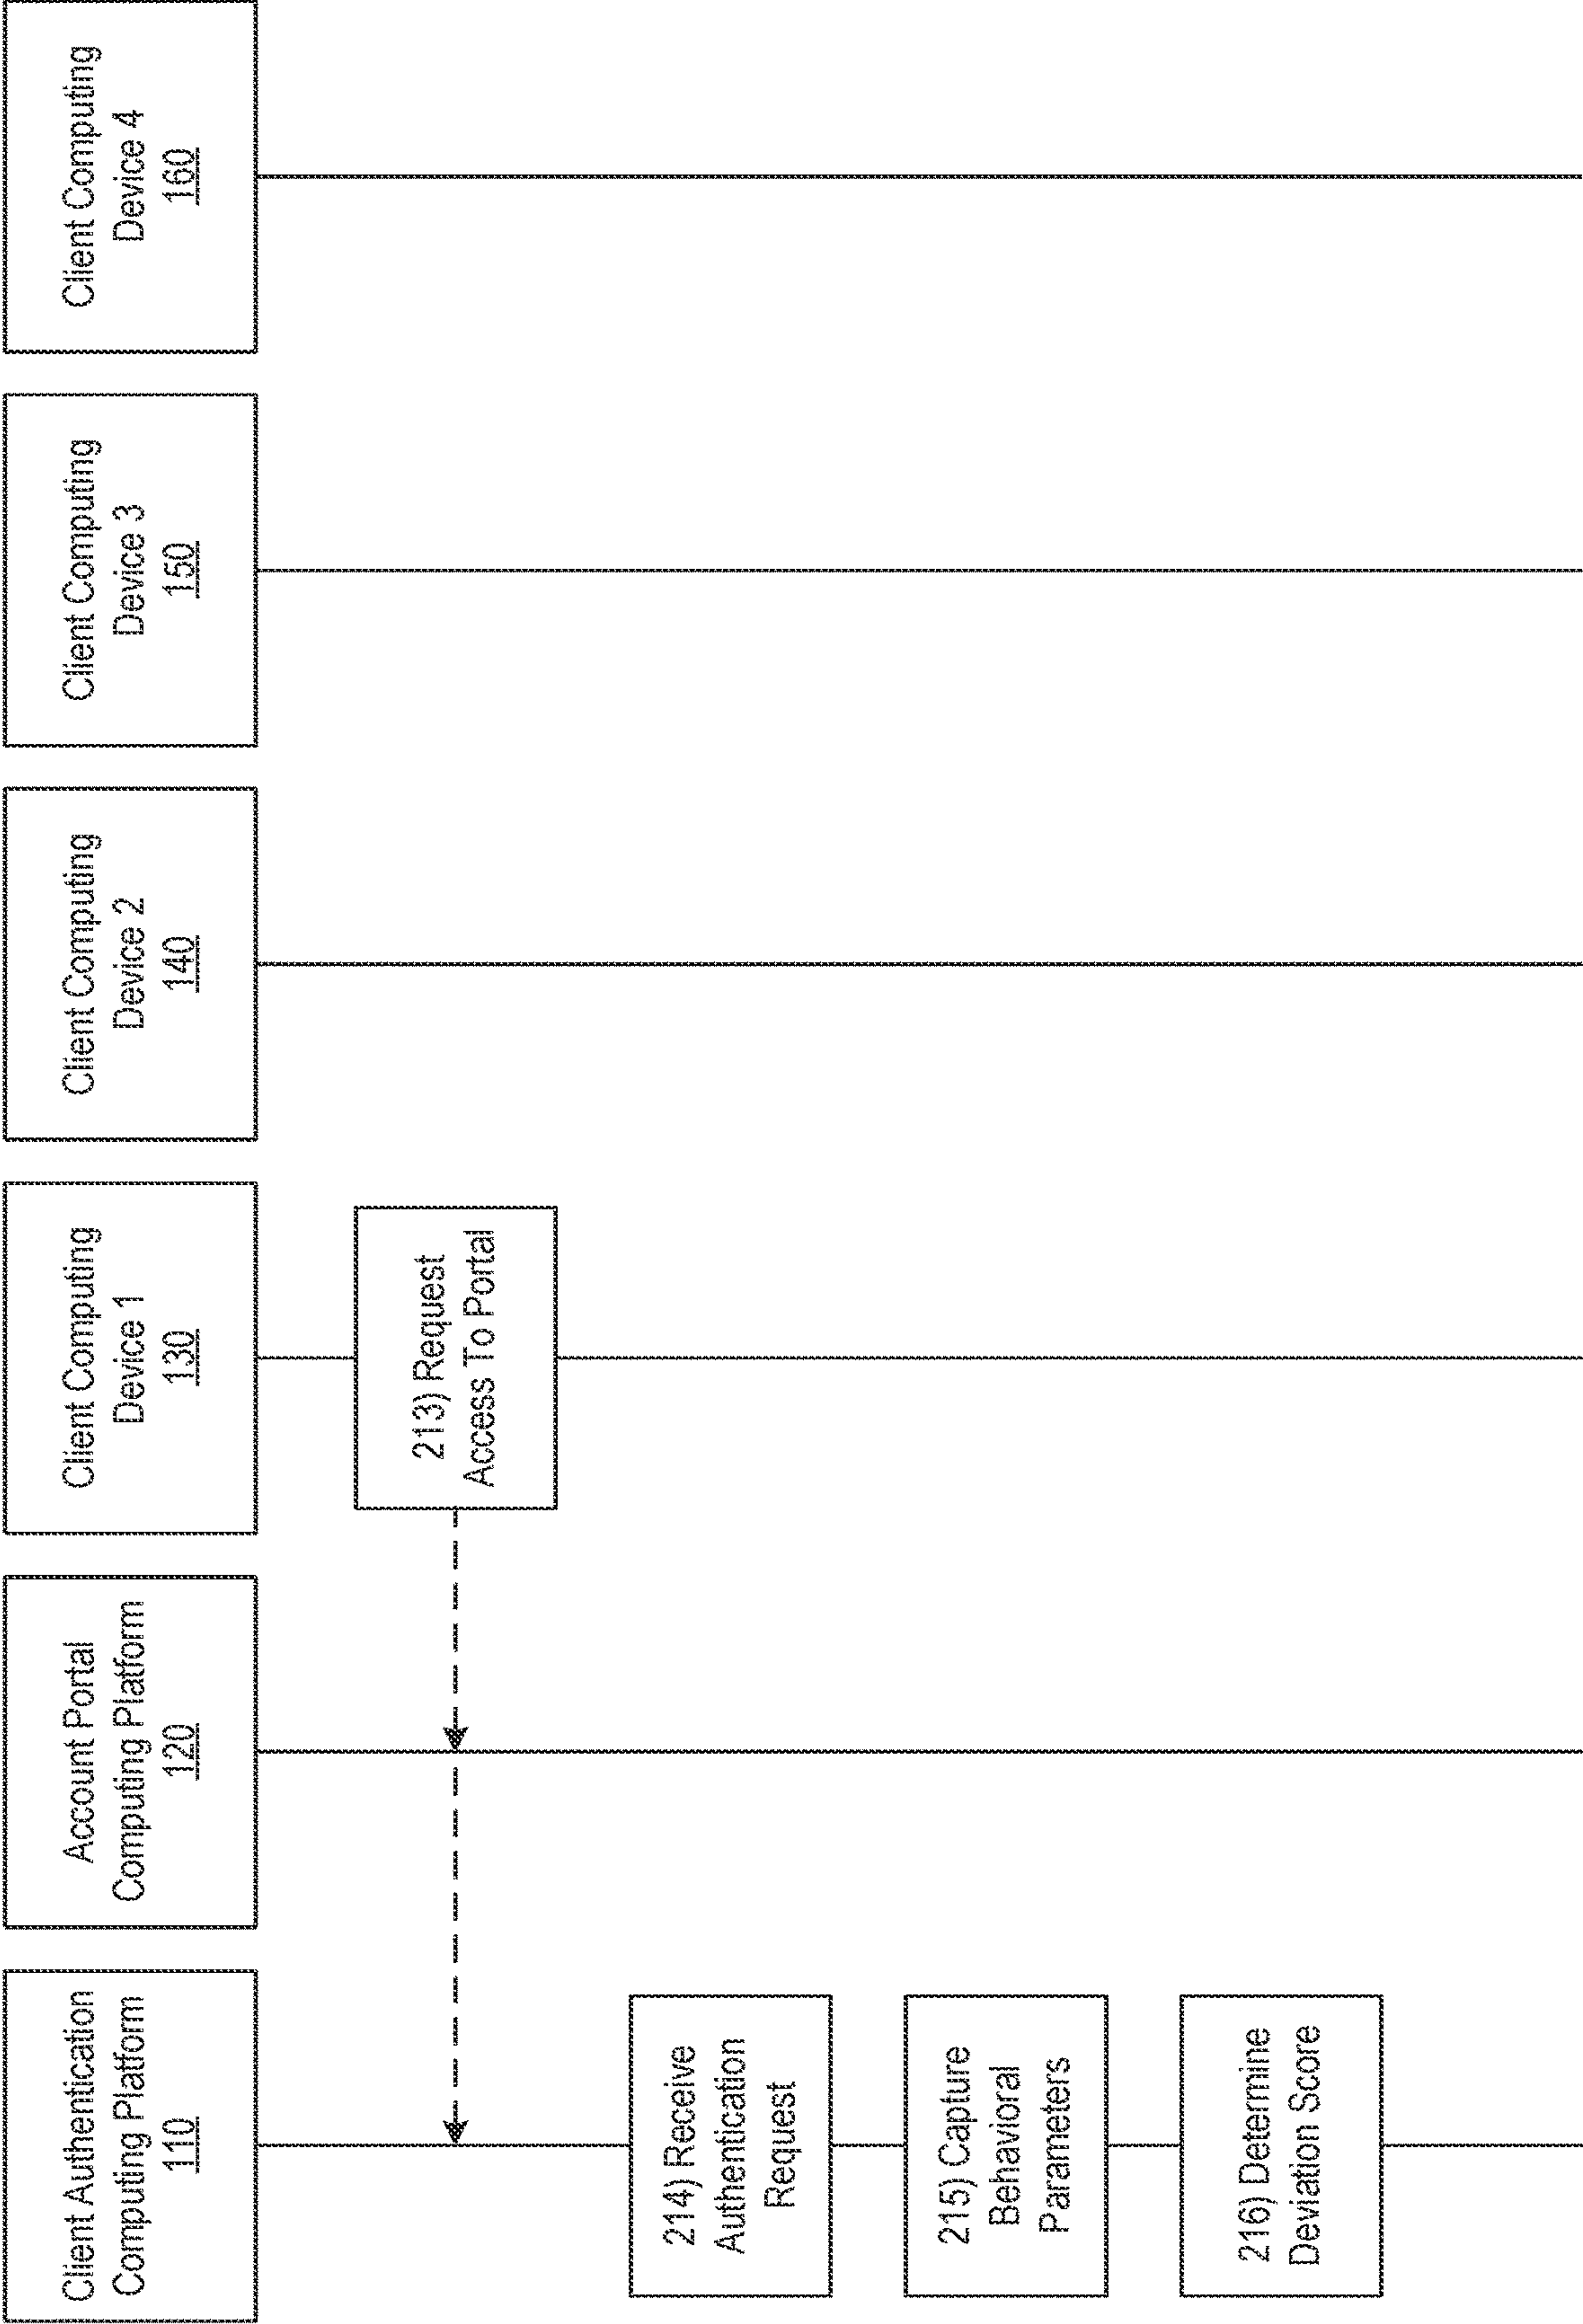 Client Authentication
Computing Platform
110
Account Portal
Computing Platform
120
Client Computing
Device 1
130
Client Computing
Device 2
140
Client Computing
Device 3
150
Client Computing
Device 4
160
213) Request
Access To Portal
214) Receive
Authentication
Request
215) Capture
Behavioral
Parameters
216) Determine
Deviation Score